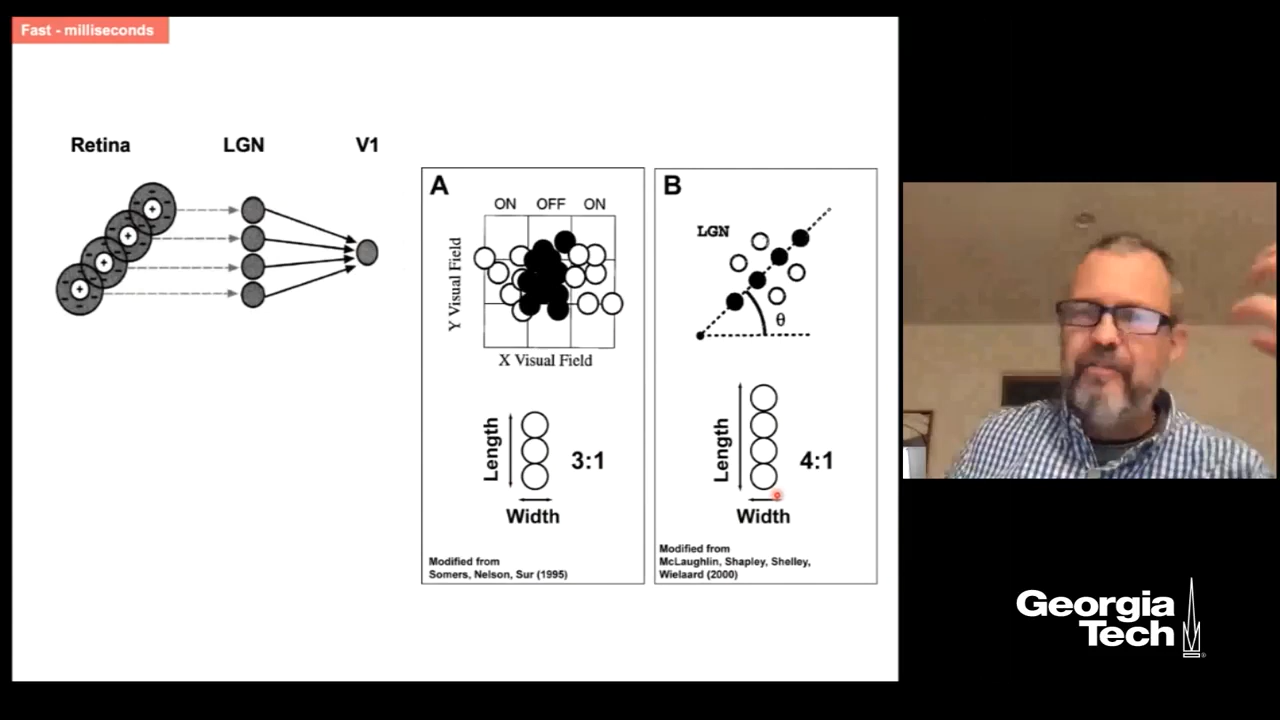 Fast - milliseconds
Retina
LGN
V1
A
ON OFF ON
Y Visual Field
X Visual Field
Length
3:1
Width
Modified from
Somers, Nelson, Sur (1995)
B
LGN
θ
Length
4:1
Width
Modified from
McLaughlin, Shapley, Shelley,
Wielaard (2000)
Georgia
Tech